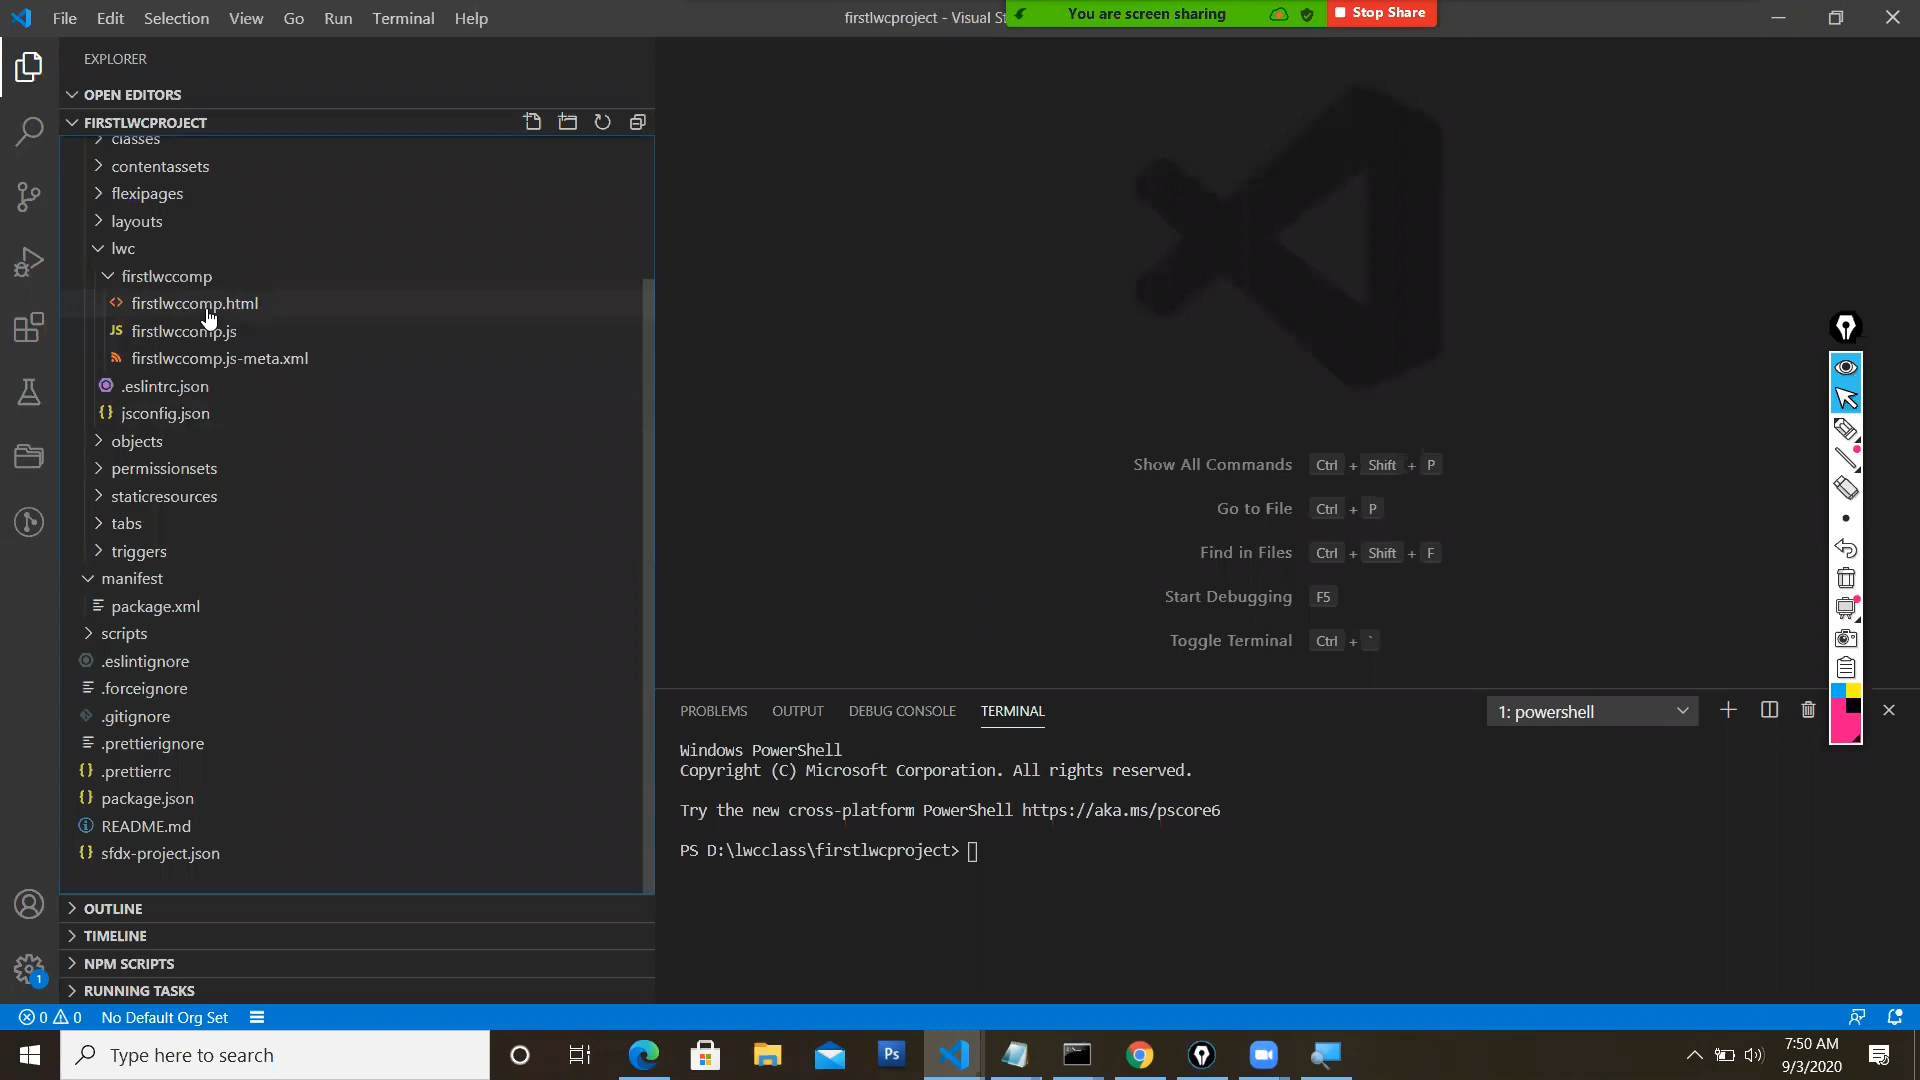 File Edit Selection View Go Run Terminal Help
firstlwcproject - Visual St
You are screen sharing
Stop Share
EXPLORER
OPEN EDITORS
FIRSTLWCPROJECT
classes
contentassets
flexipages
layouts
lwc
firstlwccomp
firstlwccomp.html
JS firstlwccomp.js
firstlwccomp.js-meta.xml
.eslintrc.json
{} jsconfig.json
objects
permissionsets
staticresources
tabs
triggers
manifest
package.xml
scripts
.eslintignore
.forceignore
.gitignore
.prettierignore
{} .prettierrc
{} package.json
README.md
{} sfdx-project.json
OUTLINE
TIMELINE
NPM SCRIPTS
RUNNING TASKS
Show All Commands Ctrl + Shift + P
Go to File Ctrl + P
Find in Files Ctrl + Shift + F
Start Debugging F5
Toggle Terminal Ctrl + `
PROBLEMS OUTPUT DEBUG CONSOLE TERMINAL
1: powershell
Windows PowerShell
Copyright (C) Microsoft Corporation. All rights reserved.
Try the new cross-platform PowerShell https://aka.ms/pscore6
PS D:\lwcclass\firstlwcproject>
1
0 0 No Default Org Set
Type here to search
Ps
7:50 AM
9/3/2020